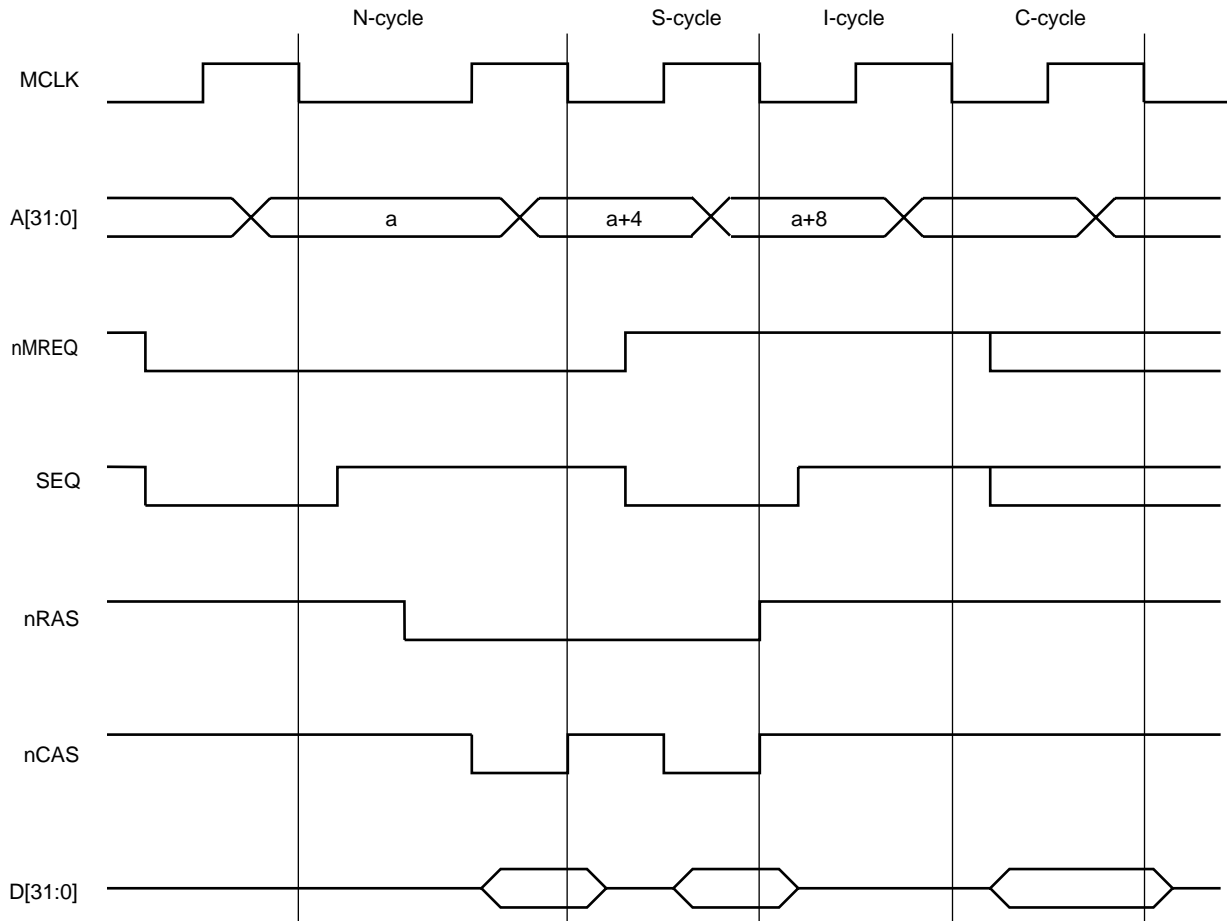 N-cycle S-cycle I-cycle C-cycle
MCLK
A[31:0] a a+4 a+8
nMREQ
SEQ
nRAS
nCAS
D[31:0]